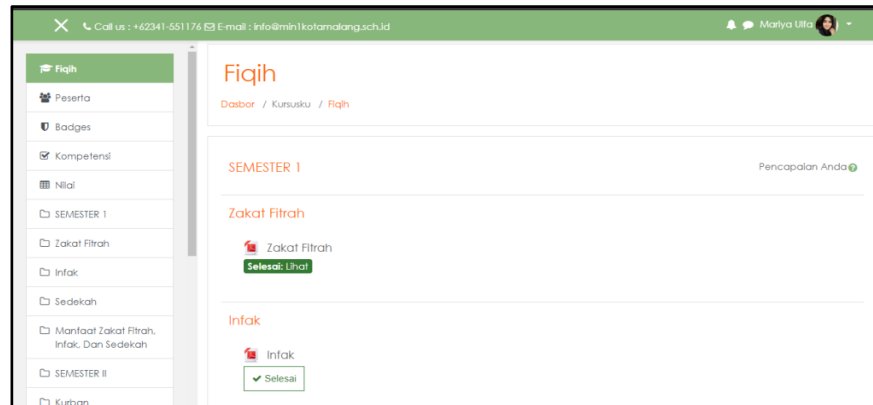 Call us : +62341-551176 E-mail : info@min1kotamalang.sch.id
Mariya Ulfa
Fiqih
Peserta
Badges
Kompetensi
Nilai
SEMESTER 1
Zakat Fitrah
Infak
Sedekah
Manfaat Zakat Fitrah,
Infak, Dan Sedekah
SEMESTER II
Kurban
Fiqih
Dasbor / Kursusku / Fiqih
SEMESTER 1
Pencapaian Anda
Zakat Fitrah
Zakat Fitrah
Selesai: Lihat
Infak
Infak
Selesai